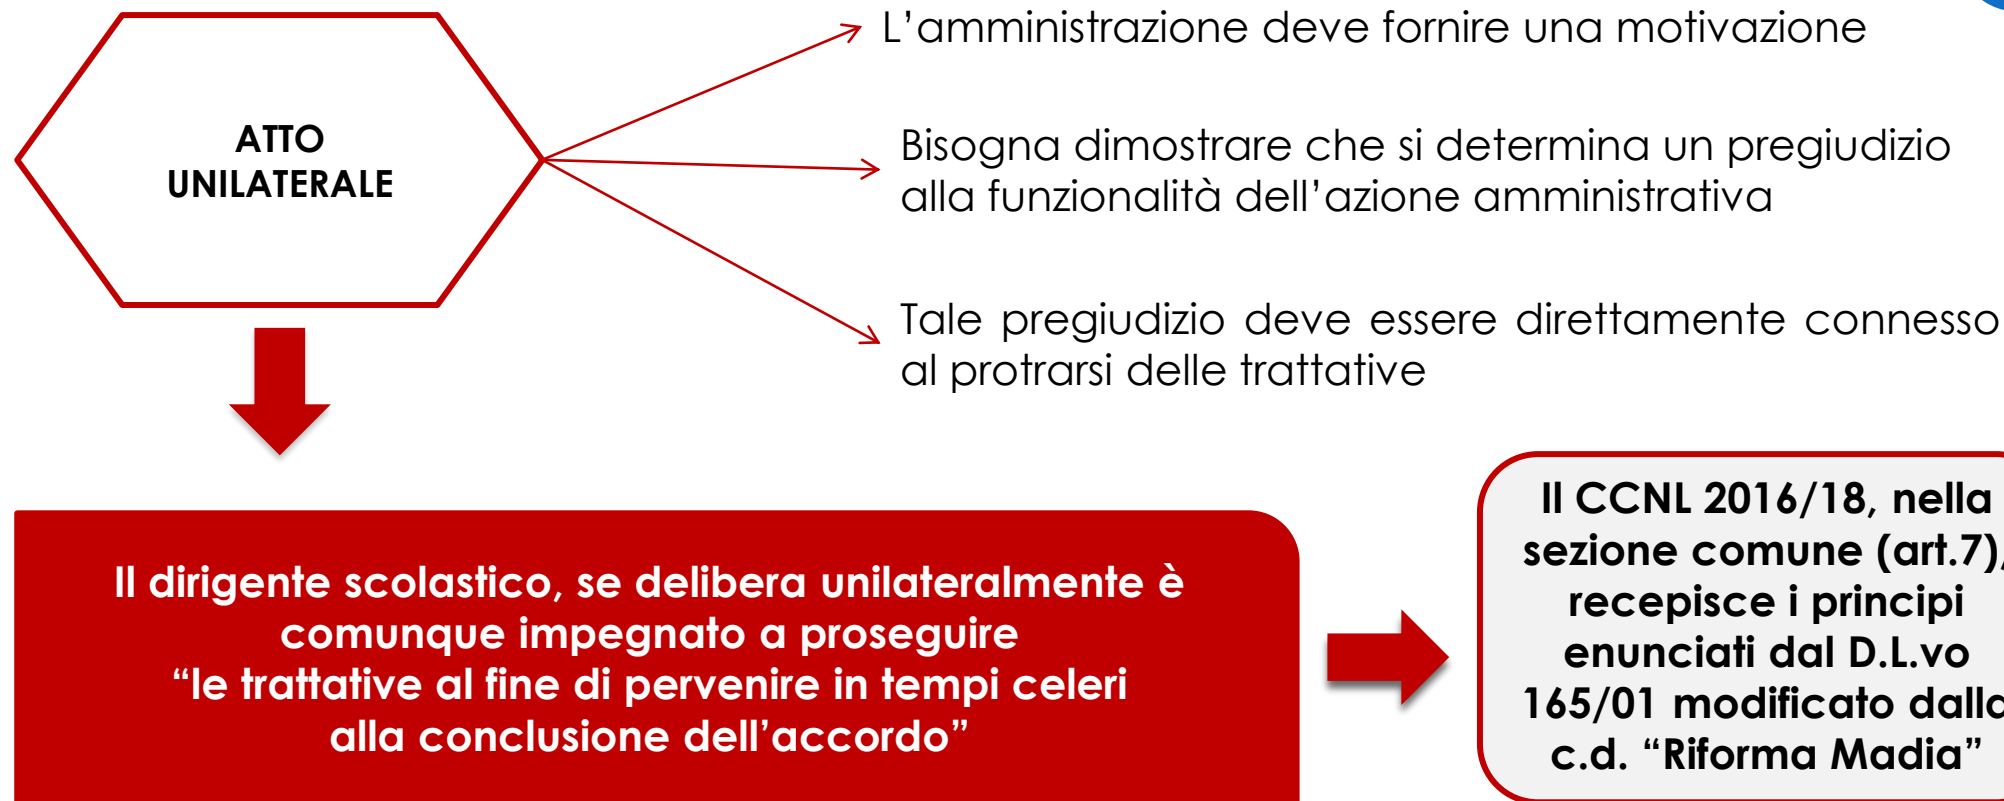 ATTO
UNILATERALE
L’amministrazione deve fornire una motivazione
Bisogna dimostrare che si determina un pregiudizio
alla funzionalità dell’azione amministrativa
Tale pregiudizio deve essere direttamente connesso
al protrarsi delle trattative
Il dirigente scolastico, se delibera unilateralmente è
comunque impegnato a proseguire
“le trattative al fine di pervenire in tempi celeri
alla conclusione dell’accordo”
Il CCNL 2016/18, nella
sezione comune (art.7),
recepisce i principi
enunciati dal D.L.vo
165/01 modificato dalla
c.d. “Riforma Madia”